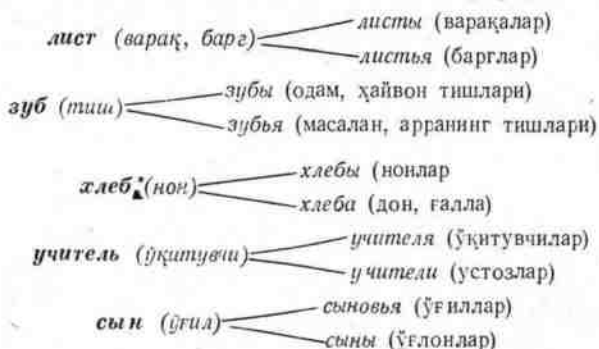 листы (варақалар)
лист (варақ, барг)
листья (барглар)
зубы (одам, ҳайвон тишлари)
зуб (тиш)
зубья (масалан, арранинг тишлари)
хлебы (нонлар
хлеб (нон)
хлеба (дон, ғалла)
учителя (ўқитувчилар)
учитель (ўқитувчи)
учители (устозлар)
сыновья (ўғиллар)
сын (ўғил)
сыны (ўғлонлар)